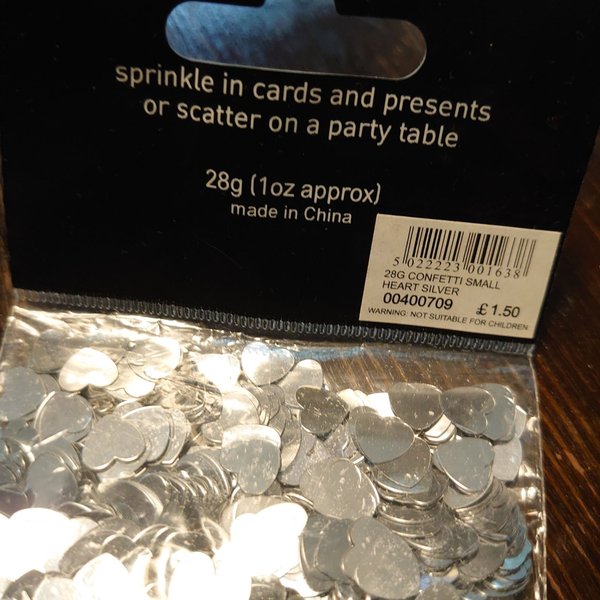 sprinkle in cards and presents
or scatter on a party table
28g (1oz approx)
made in China
5 022223 001638
28G CONFETTI SMALL
HEART SILVER
00400709 £1.50
WARNING: NOT SUITABLE FOR CHILDREN